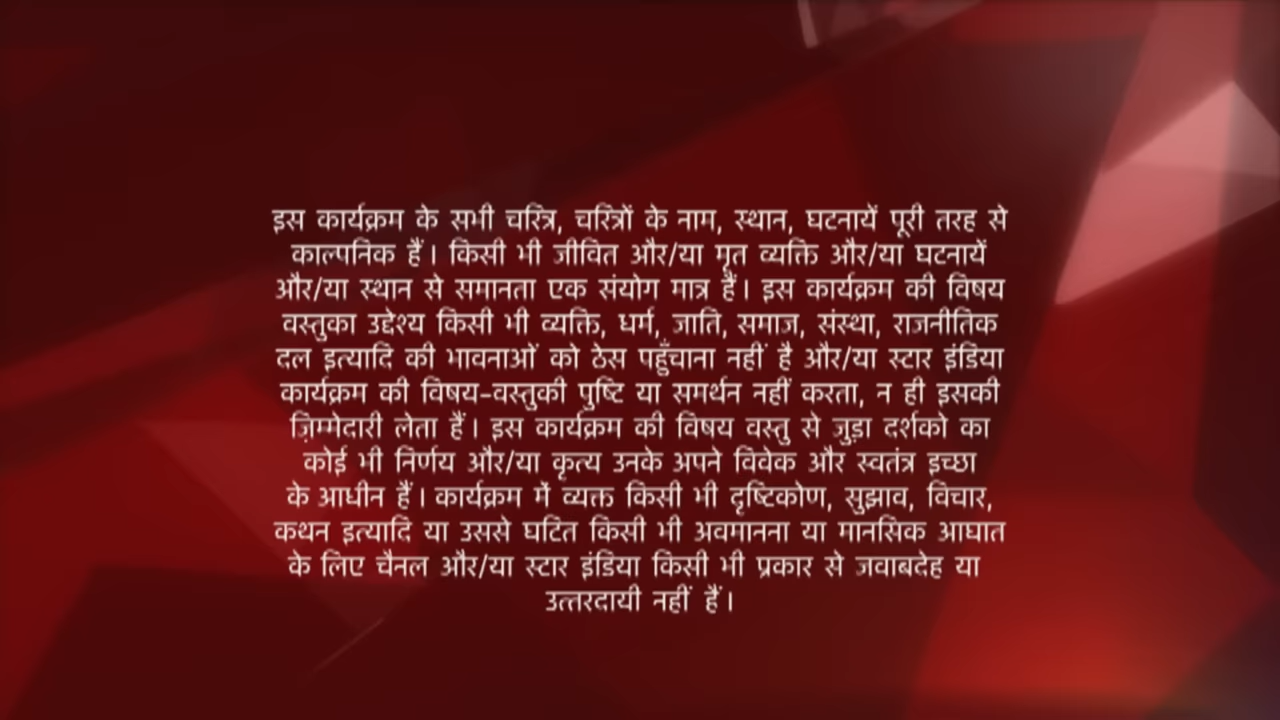 इस कार्यक्रम के सभी चरित्र, चरित्रों के नाम, स्थान, घटनायें पूरी तरह से
काल्पनिक हैं। किसी भी जीवित और/या मृत व्यक्ति और/या घटनायें
और/या स्थान से समानता एक संयोग मात्र हैं। इस कार्यक्रम की विषय
वस्तुका उद्देश्य किसी भी व्यक्ति, धर्म, जाति, समाज, संस्था, राजनीतिक
दल इत्यादि की भावनाओं को ठेस पहुँचाना नहीं है और/या स्टार इंडिया
कार्यक्रम की विषय-वस्तुकी पुष्टि या समर्थन नहीं करता, न ही इसकी
ज़िम्मेदारी लेता हैं। इस कार्यक्रम की विषय वस्तु से जुड़ा दर्शको का
कोई भी निर्णय और/या कृत्य उनके अपने विवेक और स्वतंत्र इच्छा
के आधीन हैं। कार्यक्रम में व्यक्त किसी भी दृष्टिकोण, सुझाव, विचार,
कथन इत्यादि या उससे घटित किसी भी अवमानना या मानसिक आघात
के लिए चैनल और/या स्टार इंडिया किसी भी प्रकार से जवाबदेह या
उत्तरदायी नहीं हैं।